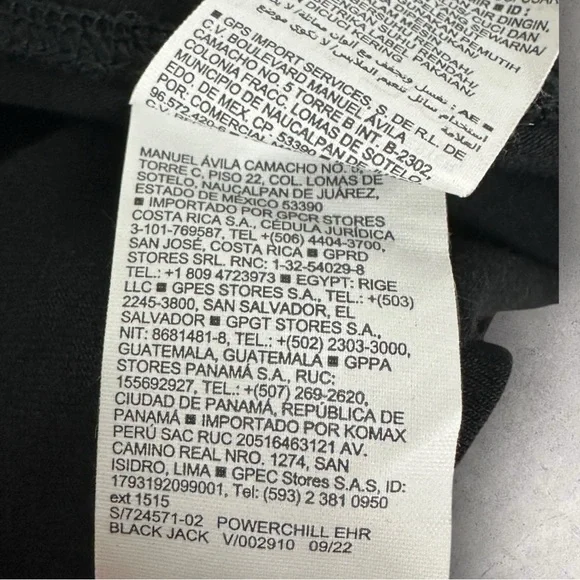 DINGIN,
CUCI DAN
■ GPS IMPORT SERVICES, S. DE R.L. DE
C.V. BOULEVARD MANUEL ÁVILA
CAMACHO NO. 5 TORRE B INT. B-2302,
COLONIA FRACC. LOMAS DE SOTELO,
MUNICIPIO DE NAUCALPAN DE
EDO. DE MEX. CP. 53390
POR: COMERCIAL
MANUEL ÁVILA CAMACHO NO.
TORRE C, PISO 22, COL. LOMAS DE
SOTELO, NAUCALPAN DE JUÁREZ,
ESTADO DE MÉXICO 53390
■ IMPORTADO POR GPCR STORES
COSTA RICA S.A., CÉDULA JURÍDICA
3-101-769587, TEL +(506) 4404-3700,
SAN JOSÉ, COSTA RICA ■ GPRD
STORES SRL. RNC: 1-32-54029-8
TEL.: +1 809 4723973 ■ EGYPT: RIGE
LLC ■ GPES STORES S.A., TEL.: +(503)
2245-3800, SAN SALVADOR, EL
SALVADOR ■ GPGT STORES S.A.,
NIT: 8681481-8, TEL.: +(502) 2303-3000,
GUATEMALA, GUATEMALA ■ GPPA
STORES PANAMÁ S.A., RUC:
155692927, TEL: +(507) 269-2620,
CIUDAD DE PANAMÁ, REPÚBLICA DE
PANAMÁ ■ IMPORTADO POR KOMAX
PERÚ SAC RUC 20516463121 AV.
CAMINO REAL NRO. 1274, SAN
ISIDRO, LIMA ■ GPEC Stores S.A.S, ID:
1793192099001, Tel: (593) 2 381 0950
ext 1515
S/724571-02 POWERCHILL EHR
BLACK JACK V/002910 09/22